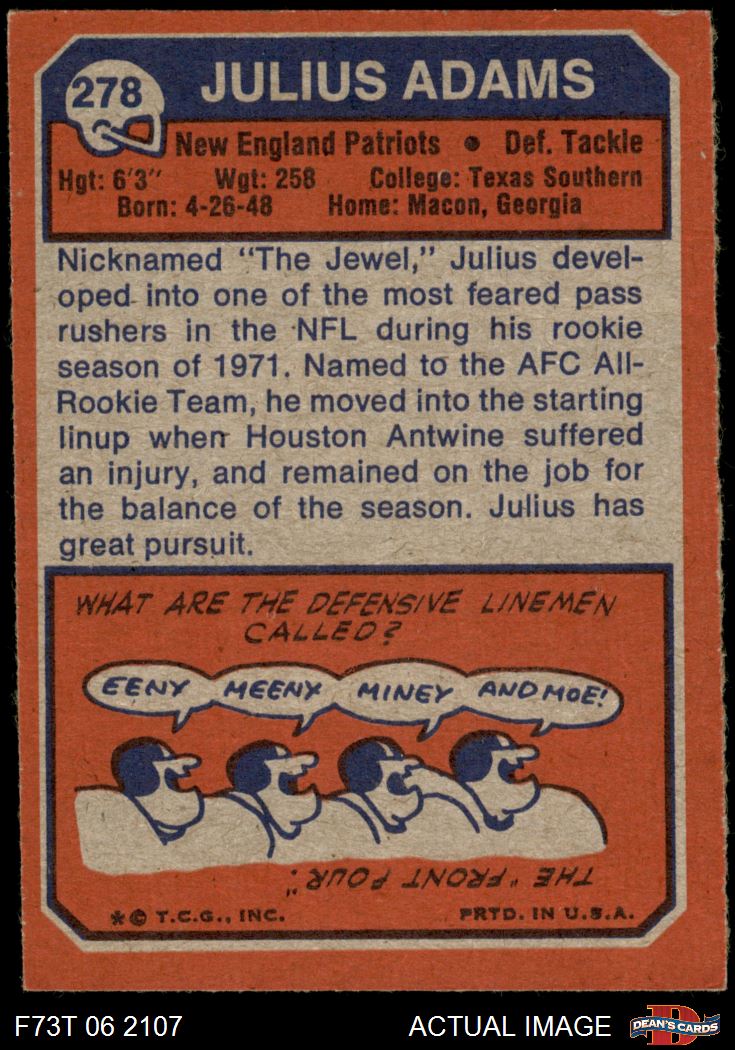 278
JULIUS ADAMS
New England Patriots • Def. Tackle
Hgt: 6'3" Wgt: 258 College: Texas Southern
Born: 4-26-48 Home: Macon, Georgia
Nicknamed "The Jewel," Julius devel-
oped into one of the most feared pass
rushers in the NFL during his rookie
season of 1971. Named to the AFC All-
Rookie Team, he moved into the starting
linup when Houston Antwine suffered
an injury, and remained on the job for
the balance of the season. Julius has
great pursuit.
WHAT ARE THE DEFENSIVE LINEMEN
CALLED?
EENY MEENY MINEY AND MOE!
THE "FRONT FOUR".
*© T.C.G., INC. PRTD. IN U.S.A.
F73T 06 2107 ACTUAL IMAGE D DEAN'S CARDS